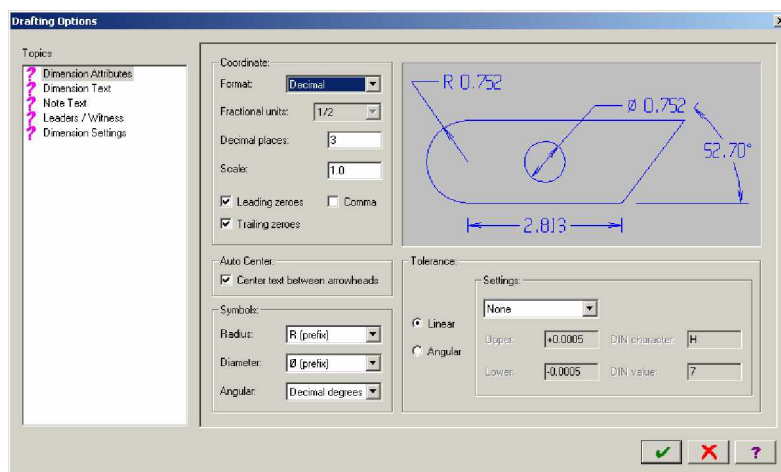 Drafting Options
Topics
? Dimension Attributes
? Dimension Text
? Note Text
? Leaders / Witness
? Dimension Settings
Coordinate:
Format: Decimal
Fractional units: 1/2
Decimal places: 3
Scale: 1.0
Leading zeroes Comma
Trailing zeroes
R 0.752
Ø 0.752
52.70°
2.813
Auto Center:
Center text between arrowheads
Symbols:
Radius: R (prefix)
Diameter: Ø (prefix)
Angular: Decimal degrees
Tolerance:
Linear
Angular
Settings:
None
Upper: +0.0005 DIN character: H
Lower: -0.0005 DIN value: 7
?